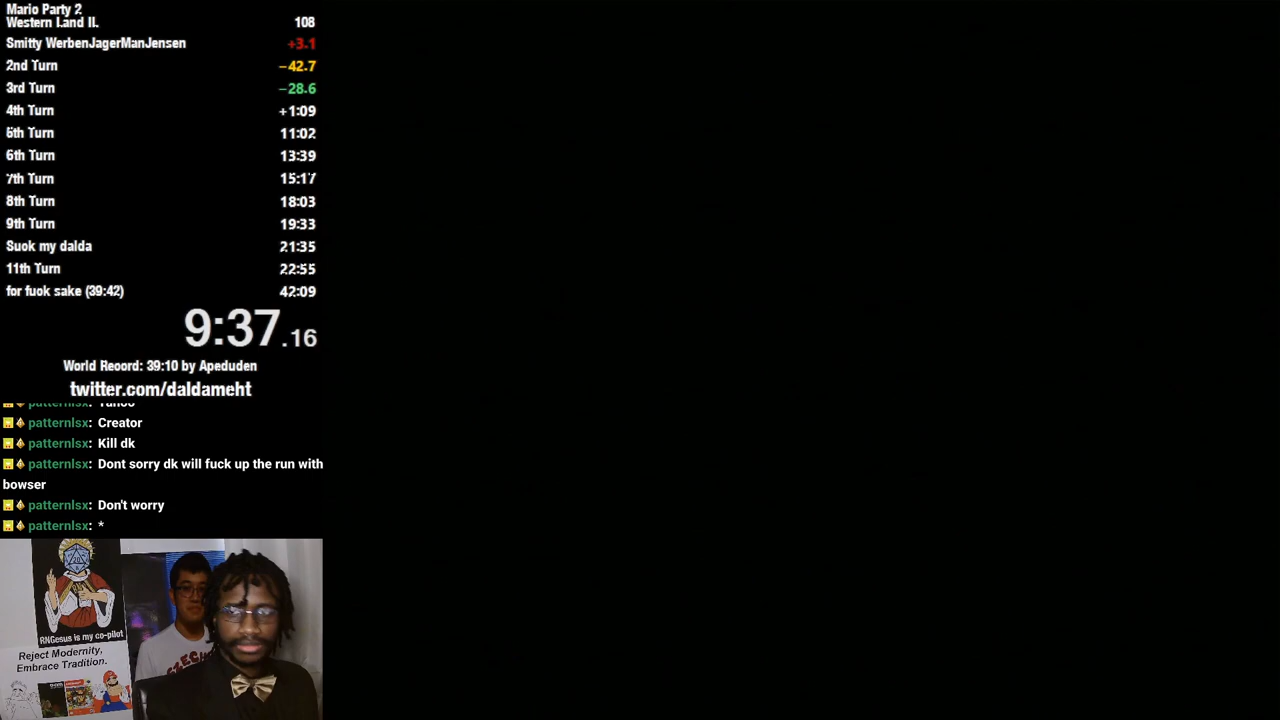 Mario Party 2
Western Land II. 108
Smitty WerbenJagerManJensen +3.1
2nd Turn −42.7
3rd Turn −28.6
4th Turn +1:09
5th Turn 11:02
6th Turn 13:39
7th Turn 15:17
8th Turn 18:03
9th Turn 19:33
Suok my dalda 21:35
11th Turn 22:55
for fuok sake (39:42) 42:09
9:37.16
World Reoord: 39:10 by Apeduden
twitter.com/daldameht
patternlsx: Yahoo
patternlsx: Creator
patternlsx: Kill dk
patternlsx: Dont sorry dk will fuck up the run with
bowser
patternlsx: Don't worry
patternlsx: *
RNGesus is my co-pilot
Reject Modernity,
Embrace Tradition.